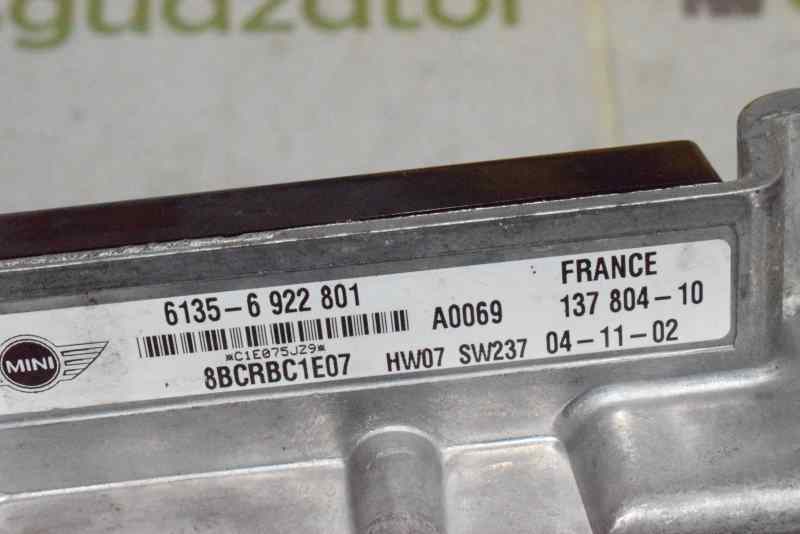 6135-6 922 801
A0069
FRANCE
137 804-10
*C1E075JZ9*
8BCRBC1E07
HW07 SW237 04-11-02
MINI